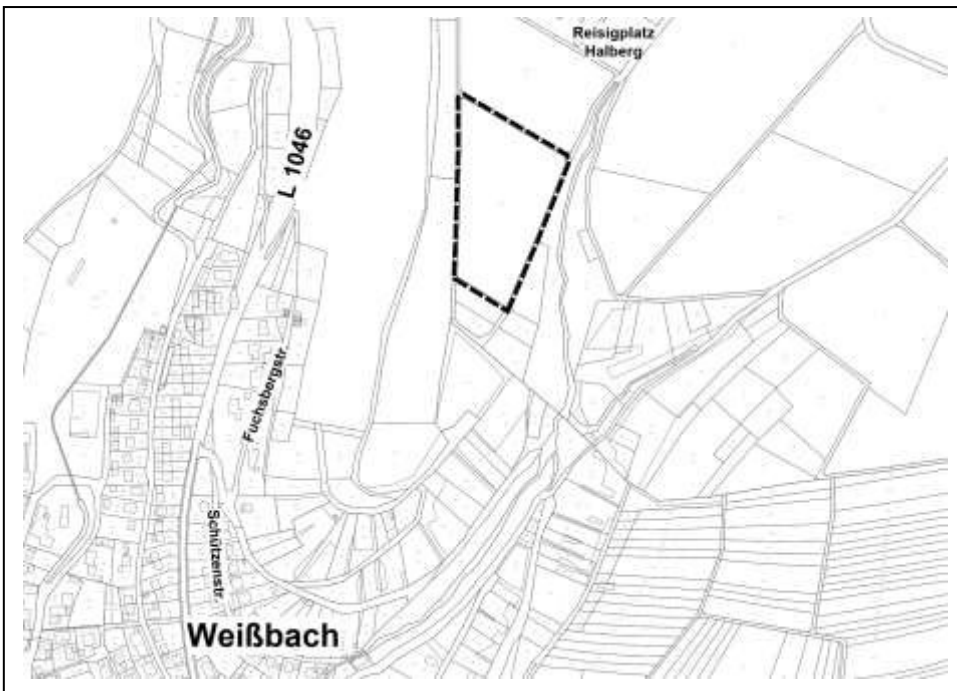 Reisigplatz
Halberg
L 1046
Fuchsbergstr.
Schützenstr.
Weißbach